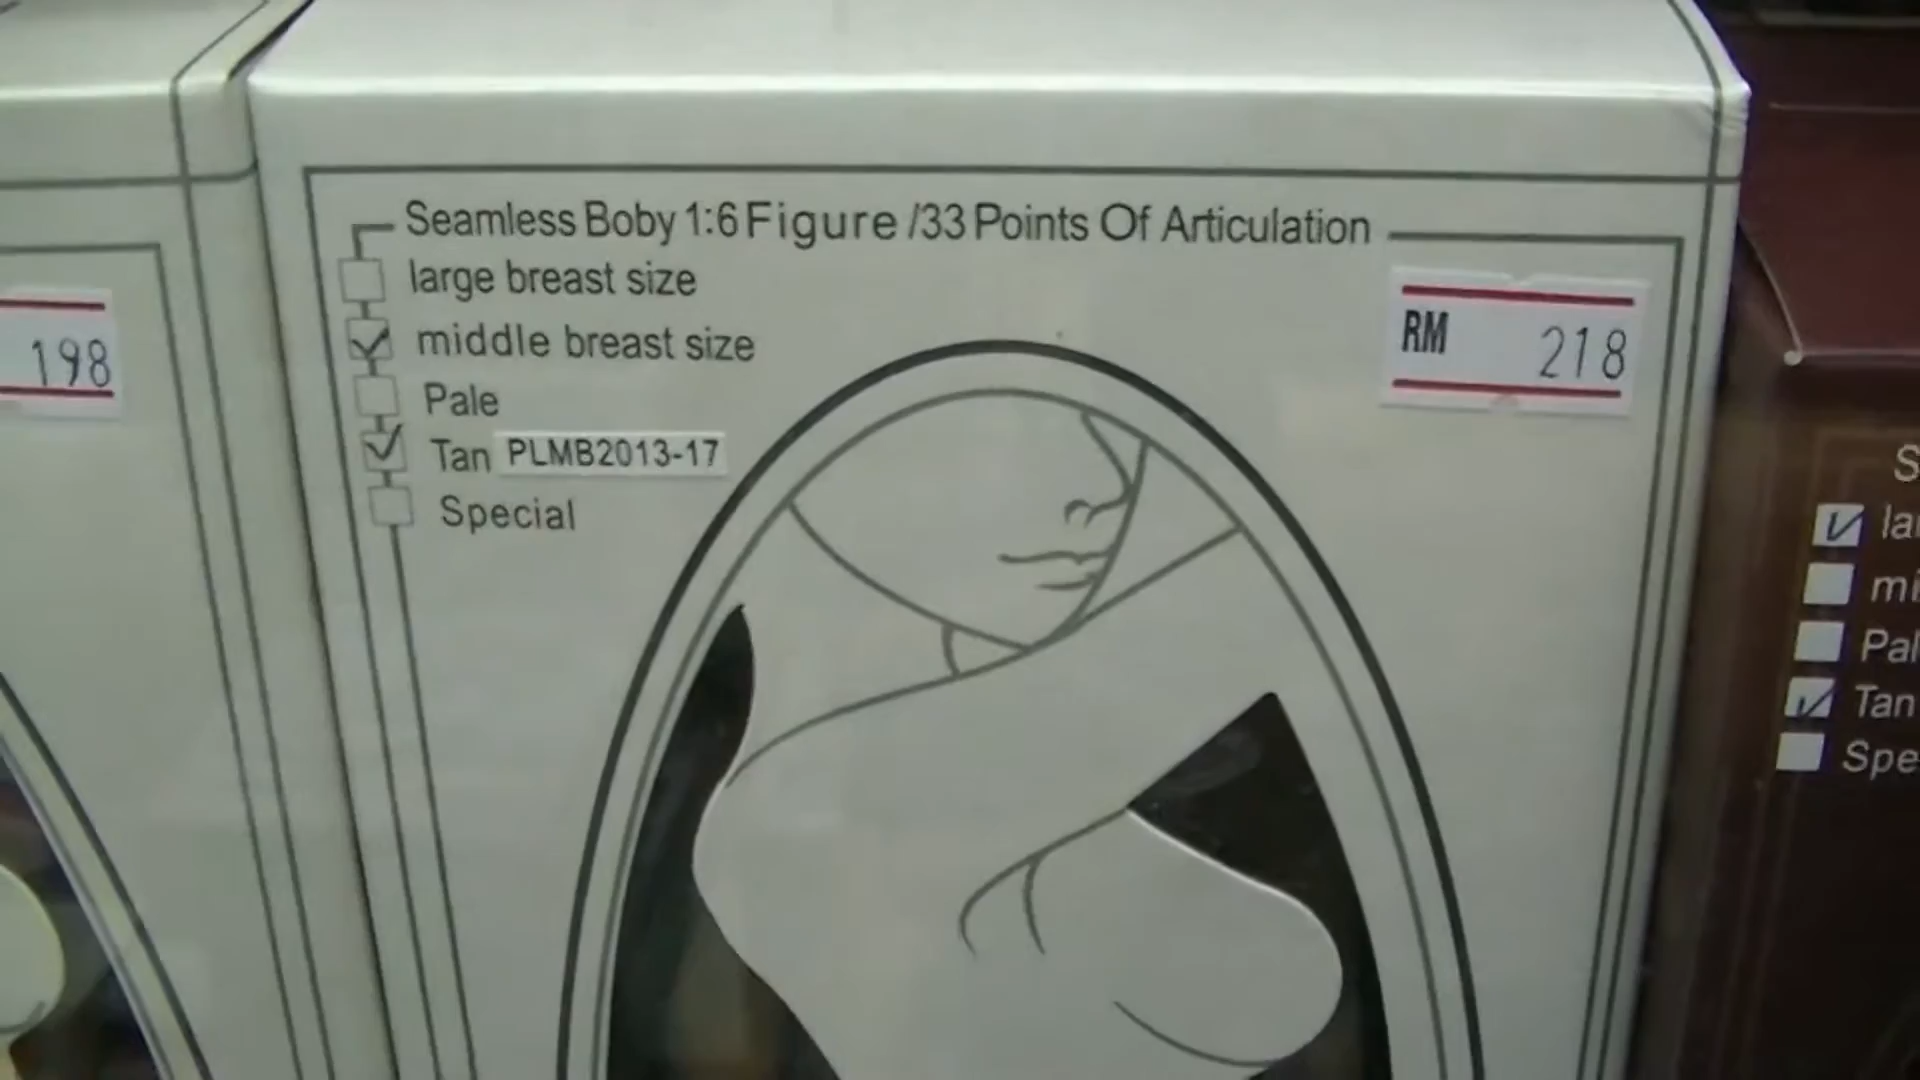 198
Seamless Boby 1:6 Figure /33 Points Of Articulation
large breast size
middle breast size
Pale
Tan PLMB2013-17
Special
RM 218
Tan